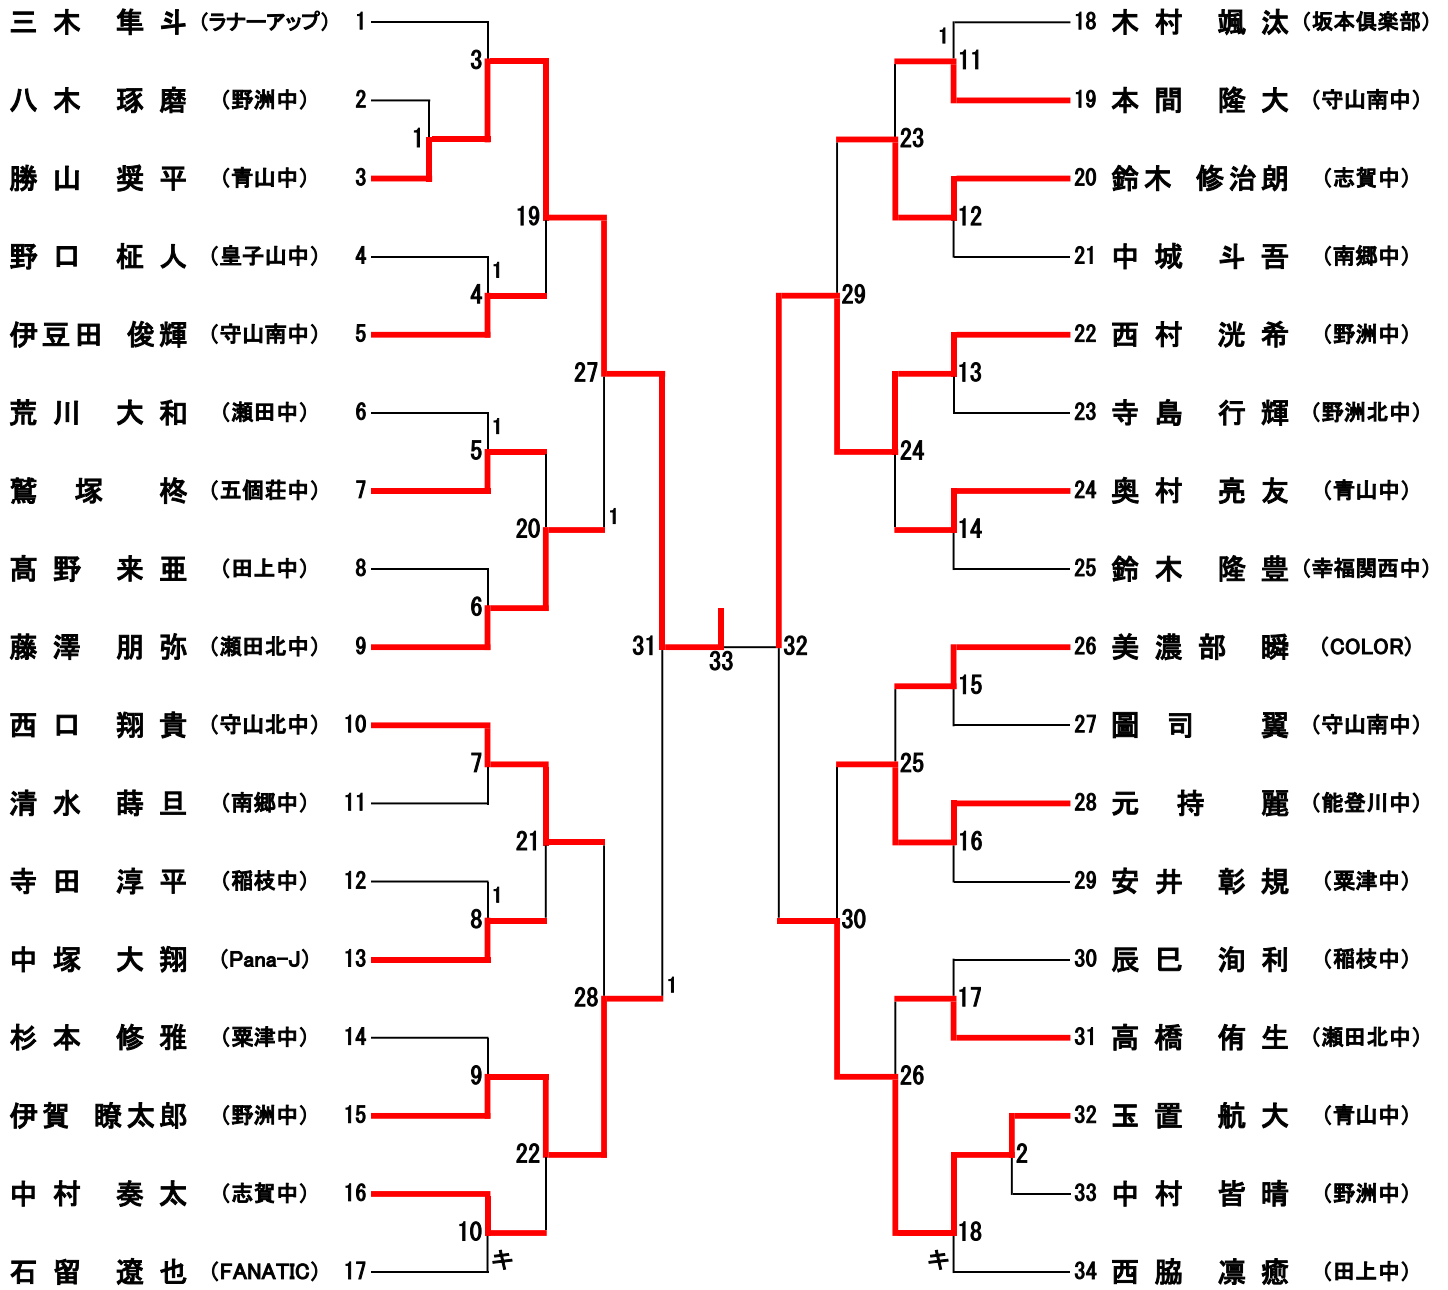 三木 隼斗 (ラナーアップ) 1
八木 琢磨 (野洲中) 2
勝山 奨平 (青山中) 3
野口 柾人 (皇子山中) 4
伊豆田 俊輝 (守山南中) 5
荒川 大和 (瀬田中) 6
鷲塚 柊 (五個荘中) 7
髙野 来亜 (田上中) 8
藤澤 朋弥 (瀬田北中) 9
西口 翔貴 (守山北中) 10
清水 蒔旦 (南郷中) 11
寺田 淳平 (稲枝中) 12
中塚 大翔 (Pana-J) 13
杉本 修雅 (粟津中) 14
伊賀 瞭太郎 (野洲中) 15
中村 奏太 (志賀中) 16
石留 遼也 (FANATIC) 17
3
1
19
1
4
27
1
5
1
20
6
31
33
7
21
1
8
1
28
9
22
10
キ
1
11
23
12
29
13
24
14
32
15
25
16
30
17
26
2
18
キ
18 木村 颯汰 (坂本倶楽部)
19 本間 隆大 (守山南中)
20 鈴木 修治朗 (志賀中)
21 中城 斗吾 (南郷中)
22 西村 洸希 (野洲中)
23 寺島 行輝 (野洲北中)
24 奥村 亮友 (青山中)
25 鈴木 隆豊 (幸福関西中)
26 美濃部 瞬 (COLOR)
27 圖司 翼 (守山南中)
28 元持 麗 (能登川中)
29 安井 彰規 (粟津中)
30 辰巳 洵利 (稲枝中)
31 高橋 侑生 (瀬田北中)
32 玉置 航大 (青山中)
33 中村 皆晴 (野洲中)
34 西脇 凛癒 (田上中)